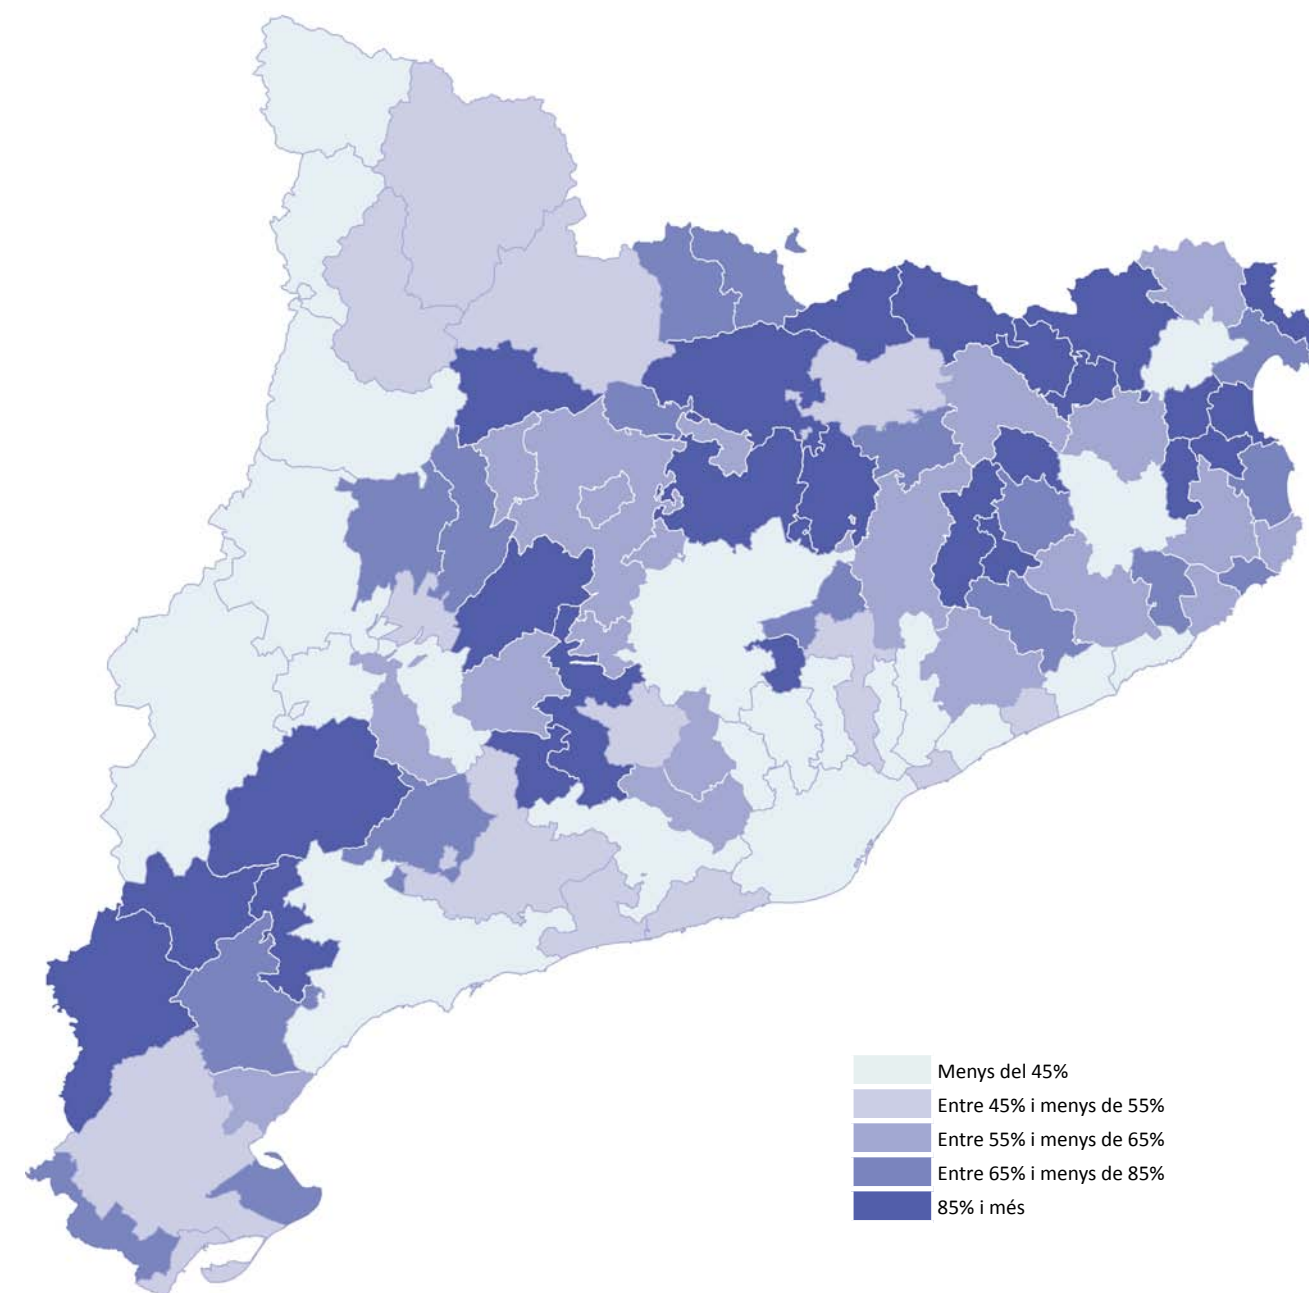 Menys del 45%
Entre 45% i menys de 55%
Entre 55% i menys de 65%
Entre 65% i menys de 85%
85% i més